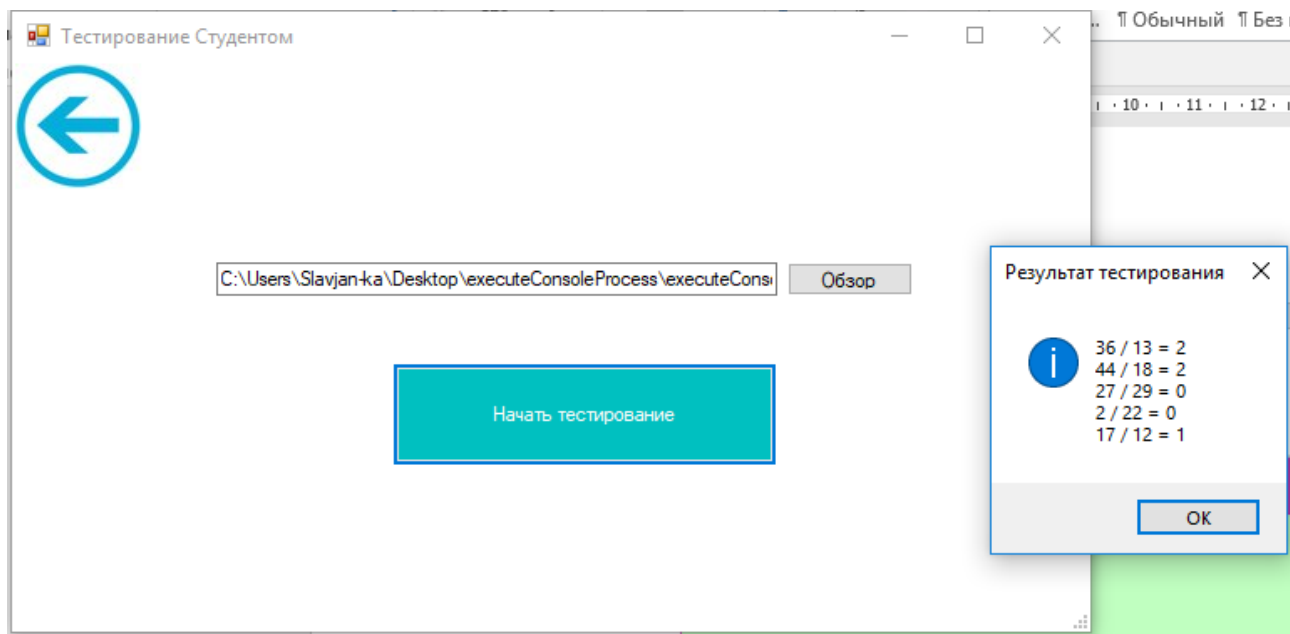 Тестирование Студентом
¶ Обычный ¶ Без
10 11 12
C:\Users\Slavjan-ka\Desktop\executeConsoleProcess\executeConso
Обзор
Начать тестирование
Результат тестирования
36 / 13 = 2
44 / 18 = 2
27 / 29 = 0
2 / 22 = 0
17 / 12 = 1
OK